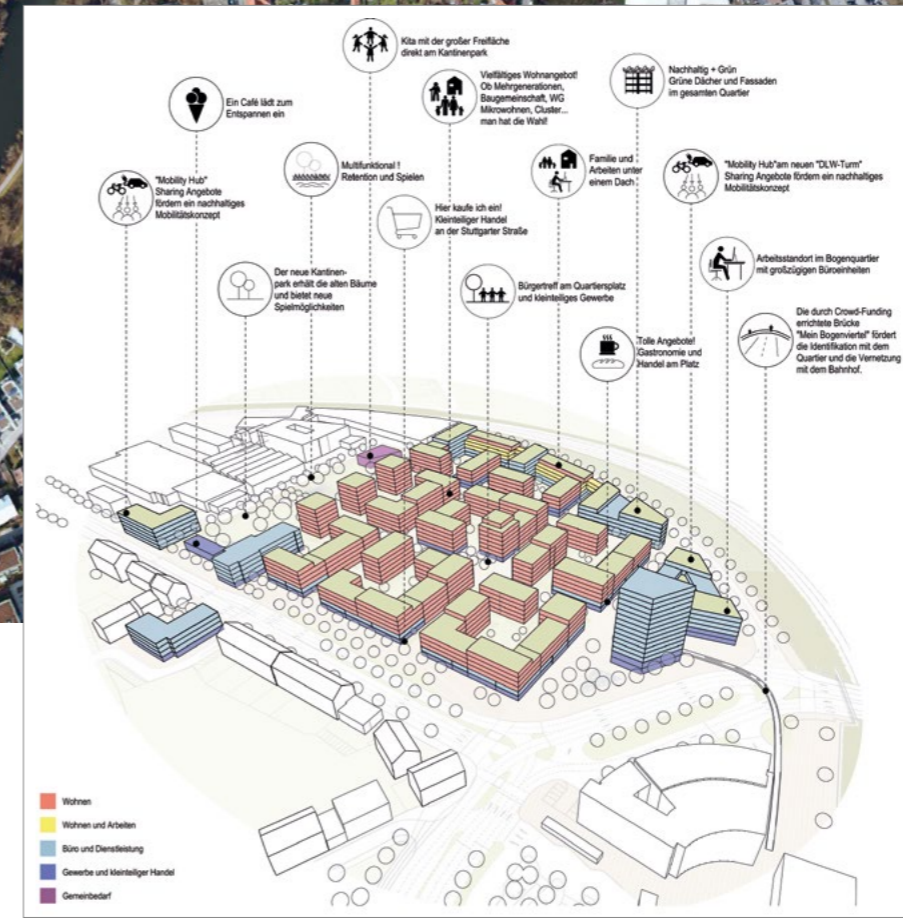 Kita mit der großer Freifläche
direkt am Kantinenpark
Vielfältiges Wohnangebot!
Ob Mehrgenerationen,
Baugemeinschaft, WG
Mikrowohnen, Cluster...
man hat die Wahl!
Nachhaltig + Grün
Grüne Dächer und Fassaden
im gesamten Quartier
Ein Café lädt zum
Entspannen ein
"Mobility Hub"
Sharing Angebote
fördern ein nachhaltiges
Mobilitätskonzept
Multifunktional !
Retention und Spielen
Familie und
Arbeiten unter
einem Dach
"Mobility Hub"am neuen "DLW-Turm"
Sharing Angebote fördern ein nachhaltiges
Mobilitätskonzept
Hier kaufe ich ein!
Kleinteiliger Handel
an der Stuttgarter Straße
Arbeitsstandort im Bogenquartier
mit großzügigen Büroeinheiten
Der neue Kantinen-
park erhält die alten Bäume
und bietet neue
Spielmöglichkeiten
Bürgertreff am Quartiersplatz
und kleinteiliges Gewerbe
Die durch Crowd-Funding
errichtete Brücke
"Mein Bogenviertel" fördert
die Identifikation mit dem
Quartier und die Vernetzung
mit dem Bahnhof.
Tolle Angebote!
Gastronomie und
Handel am Platz
Wohnen
Wohnen und Arbeiten
Büro und Dienstleistung
Gewerbe und kleinteiliger Handel
Gemeinbedarf